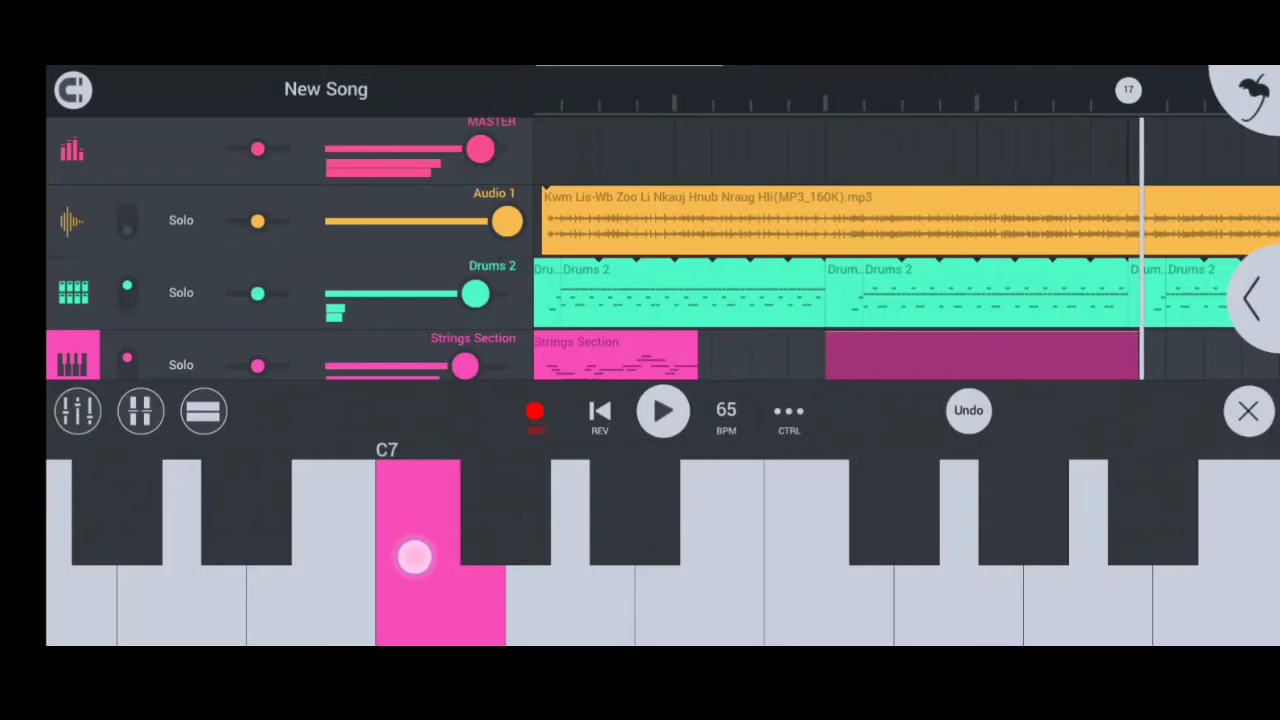 New Song
17
MASTER
Audio 1
Kwm Lis-Wb Zoo Li Nkauj Hnub Nraug Hli(MP3_160K).mp3
Solo
Drums 2
Dru...Drums 2
Drum..Drums 2
Drum..Drums 2
Solo
Strings Section
Strings Section
Solo
65
Undo
REC
REV
BPM
CTRL
C7